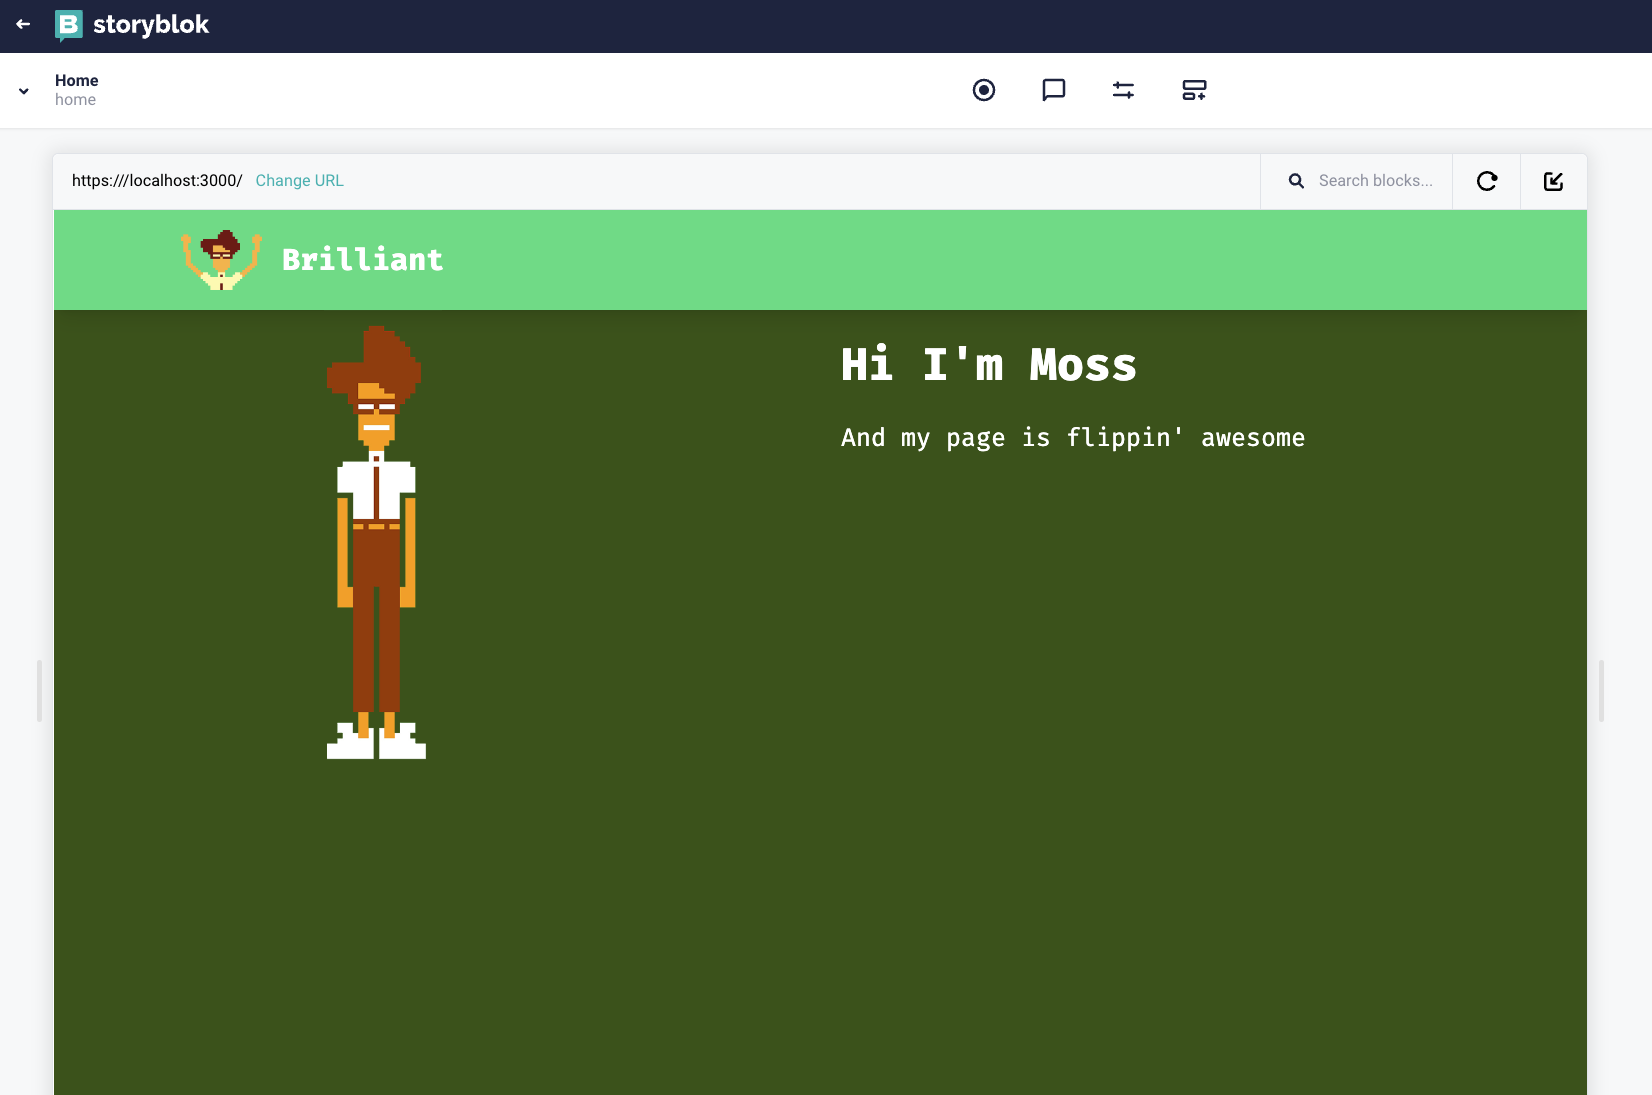 B storyblok
Home
home
https:///localhost:3000/ Change URL
Search blocks...
Brilliant
Hi I'm Moss
And my page is flippin' awesome